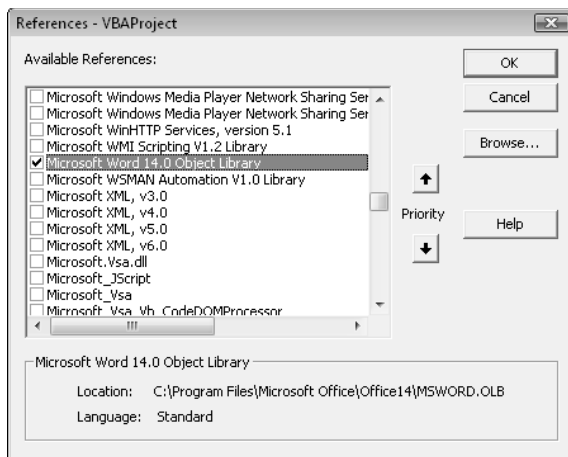 References - VBAProject
Available References:
Microsoft Windows Media Player Network Sharing Ser
Microsoft Windows Media Player Network Sharing Ser
Microsoft WinHTTP Services, version 5.1
Microsoft WMI Scripting V1.2 Library
Microsoft Word 14.0 Object Library
Microsoft WSMAN Automation V1.0 Library
Microsoft XML, v3.0
Microsoft XML, v4.0
Microsoft XML, v5.0
Microsoft XML, v6.0
Microsoft.Vsa.dll
Microsoft_JScript
Microsoft_Vsa
Microsoft_Vsa_Vb_CodeDOMProcessor
OK
Cancel
Browse...
Priority
Help
Microsoft Word 14.0 Object Library
Location: C:\Program Files\Microsoft Office\Office14\MSWORD.OLB
Language: Standard